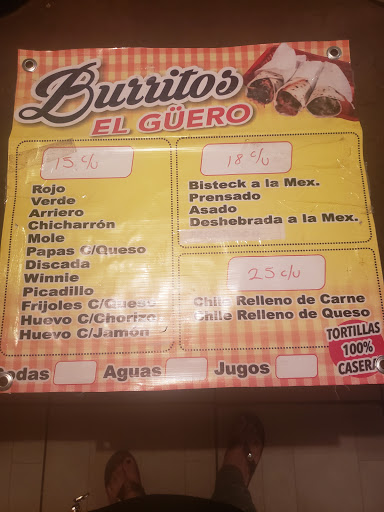 Burritos
EL GÜERO
15 c/u
Rojo
Verde
Arriero
Chicharrón
Mole
Papas C/Queso
Discada
Winnie
Picadillo
Frijoles C/Queso
Huevo C/Chorizo
Huevo C/Jamón
18 c/u
Bisteck a la Mex.
Prensado
Asado
Deshebrada a la Mex.
25 c/u
Chile Relleno de Carne
Chile Relleno de Queso
TORTILLAS
100%
CASERA
odas Aguas Jugos